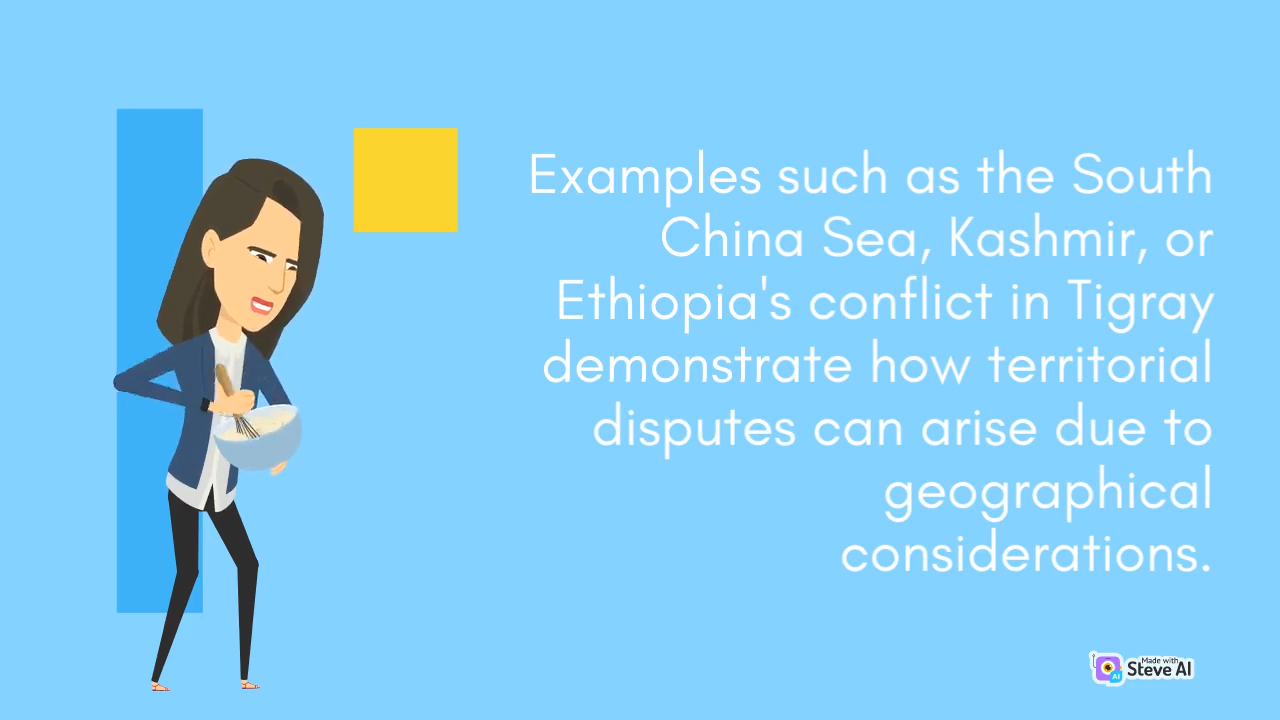 Examples such as the South
China Sea, Kashmir, or
Ethiopia's conflict in Tigray
demonstrate how territorial
disputes can arise due to
geographical
considerations.
Made with
Steve AI
AI